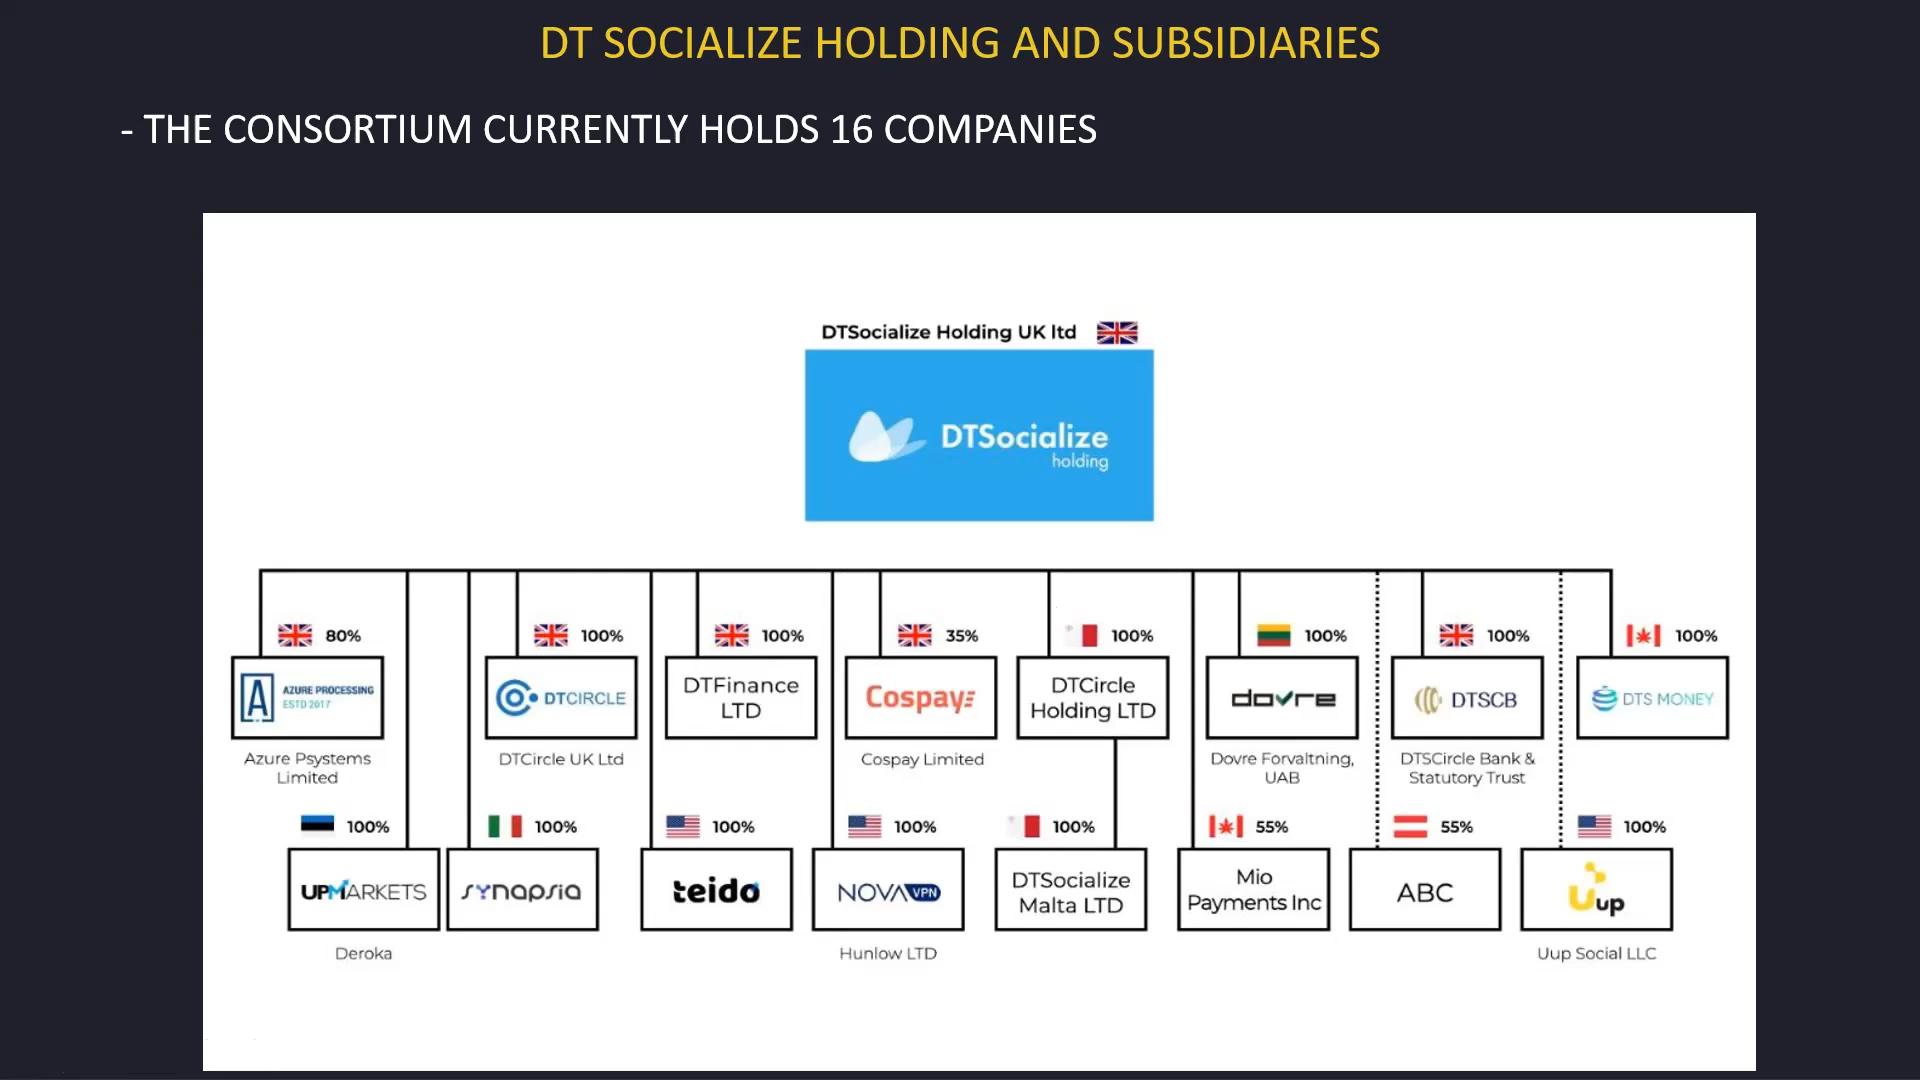 DT SOCIALIZE HOLDING AND SUBSIDIARIES
- THE CONSORTIUM CURRENTLY HOLDS 16 COMPANIES
DTSocialize Holding UK ltd
DTSocialize
holding
80%
100%
100%
35%
100%
100%
100%
100%
A
AZURE PROCESSING
ESTD 2017
DTCIRCLE
DTFinance
LTD
Cospay
DTCircle
Holding LTD
dovre
DTSCB
DTS MONEY
Azure Psystems
Limited
DTCircle UK Ltd
Cospay Limited
Dovre Forvaltning,
UAB
DTSCircle Bank &
Statutory Trust
100%
100%
100%
100%
100%
55%
55%
100%
UPMARKETS
synapsia
teido
NOVA VPN
DTSocialize
Malta LTD
Mio
Payments Inc
ABC
Uup
Deroka
Hunlow LTD
Uup Social LLC